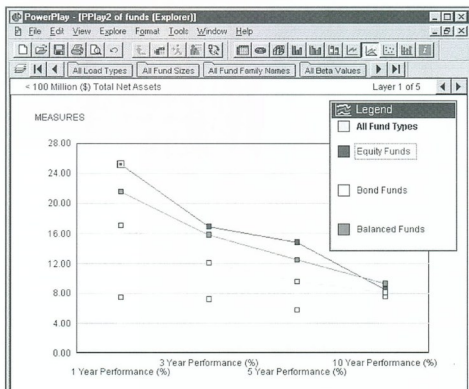 PowerPlay - [PPlay2 of funds (Explorer)]
File Edit View Explore Format Tools Window Help
All Load Types All Fund Sizes All Fund Family Names All Beta Values
< 100 Million ($) Total Net Assets Layer 1 of 5
Legend
All Fund Types
Equity Funds
Bond Funds
Balanced Funds
MEASURES
28.00
24.00
20.00
16.00
12.00
8.00
4.00
0.00
3 Year Performance (%) 10 Year Performance (%)
1 Year Performance (%) 5 Year Performance (%)